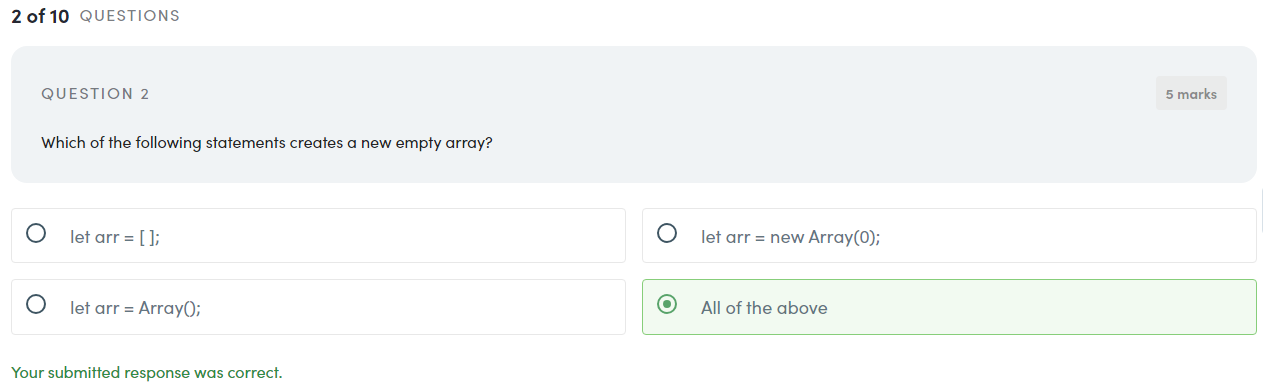 2 of 10 QUESTIONS
QUESTION 2
5 marks
Which of the following statements creates a new empty array?
let arr = [ ];
let arr = new Array(0);
let arr = Array();
All of the above
Your submitted response was correct.